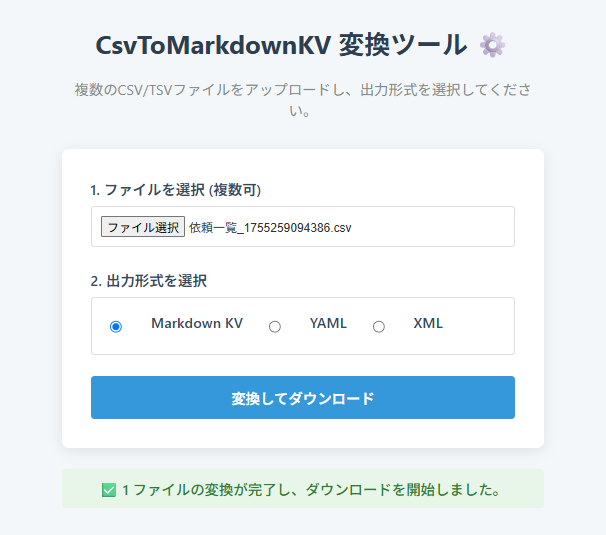 CsvToMarkdownKV 変換ツール ⚙️
複数のCSV/TSVファイルをアップロードし、出力形式を選択してくださ
い。
1. ファイルを選択 (複数可)
ファイル選択 依頼一覧_1755259094386.csv
2. 出力形式を選択
Markdown KV YAML XML
変換してダウンロード
✅ 1 ファイルの変換が完了し、ダウンロードを開始しました。